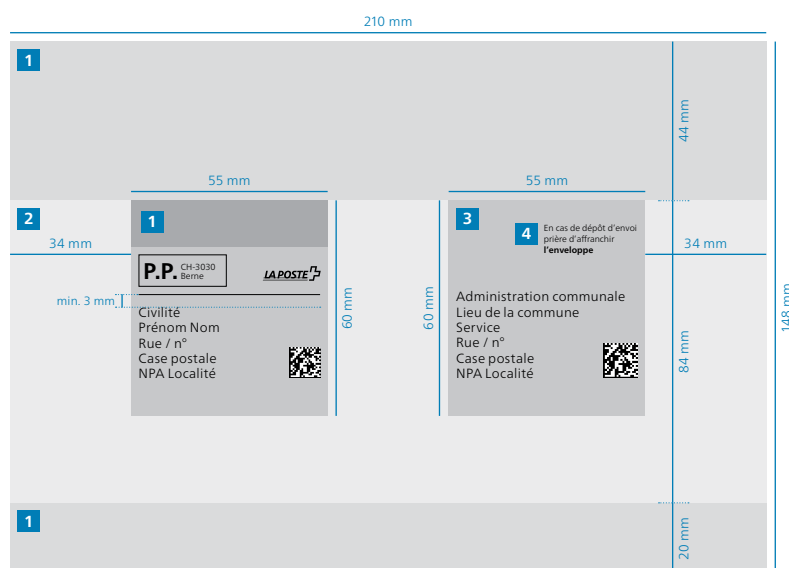 210 mm
1
44 mm
55 mm
55 mm
2
1
3
4
En cas de dépôt d’envoi
prière d’affranchir
l’enveloppe
34 mm
34 mm
P.P. CH-3030
Berne
LA POSTE
min. 3 mm
Civilité
Prénom Nom
Rue / n°
Case postale
NPA Localité
60 mm
60 mm
Administration communale
Lieu de la commune
Service
Rue / n°
Case postale
NPA Localité
84 mm
148 mm
1
20 mm